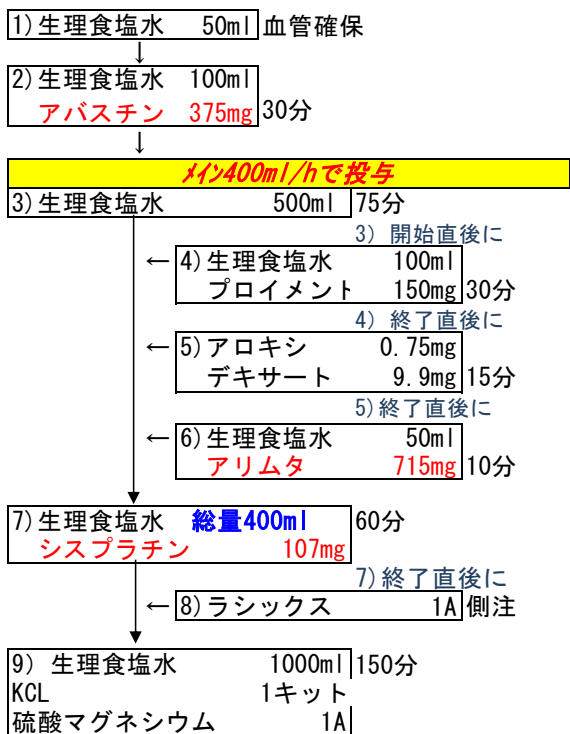 1)生理食塩水 50ml 血管確保
↓
2)生理食塩水 100ml
アバスチン 375mg 30分
↓
メイン400ml/hで投与
3)生理食塩水 500ml 75分
3) 開始直後に
← 4)生理食塩水 100ml
プロイメント 150mg 30分
4) 終了直後に
← 5)アロキシ 0.75mg
デキサート 9.9mg 15分
5)終了直後に
← 6)生理食塩水 50ml
アリムタ 715mg 10分
7)生理食塩水 総量400ml 60分
シスプラチン 107mg
7)終了直後に
← 8)ラシックス 1A 側注
9) 生理食塩水 1000ml 150分
KCL 1キット
硫酸マグネシウム 1A